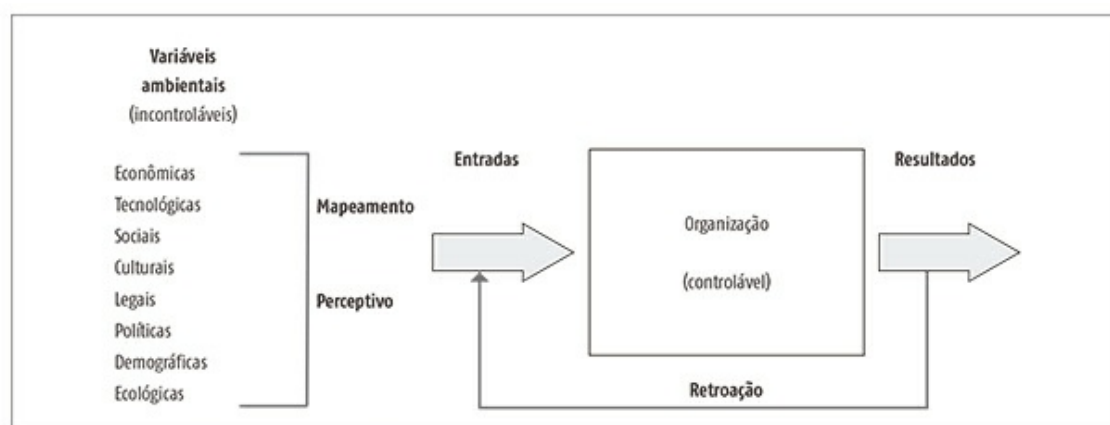 Variáveis
ambientais
(incontroláveis)
Econômicas
Tecnológicas
Sociais
Culturais
Legais
Políticas
Demográficas
Ecológicas
Mapeamento
Perceptivo
Entradas
Organização
(controlável)
Resultados
Retroação